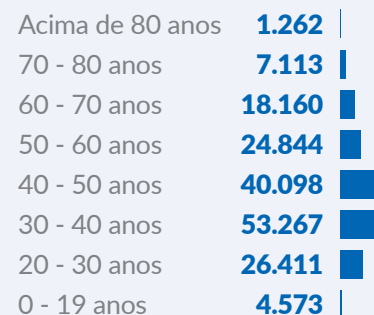 Acima de 80 anos 1.262
70 - 80 anos 7.113
60 - 70 anos 18.160
50 - 60 anos 24.844
40 - 50 anos 40.098
30 - 40 anos 53.267
20 - 30 anos 26.411
0 - 19 anos 4.573